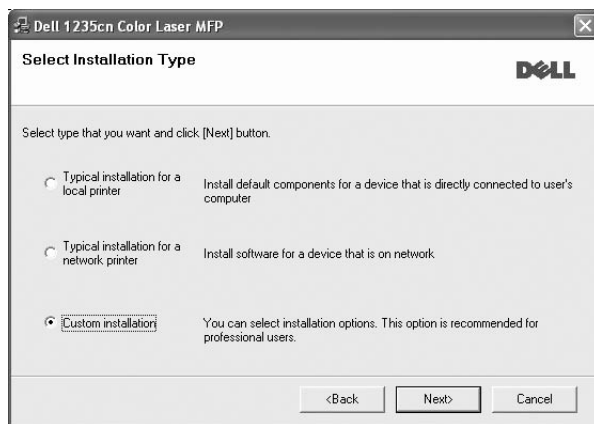 Dell 1235cn Color Laser MFP
Select Installation Type
DELL
Select type that you want and click [Next] button.
Typical installation for a
local printer
Install default components for a device that is directly connected to user's
computer
Typical installation for a
network printer
Install software for a device that is on network
Custom installation
You can select installation options. This option is recommended for
professional users.
<Back
Next>
Cancel